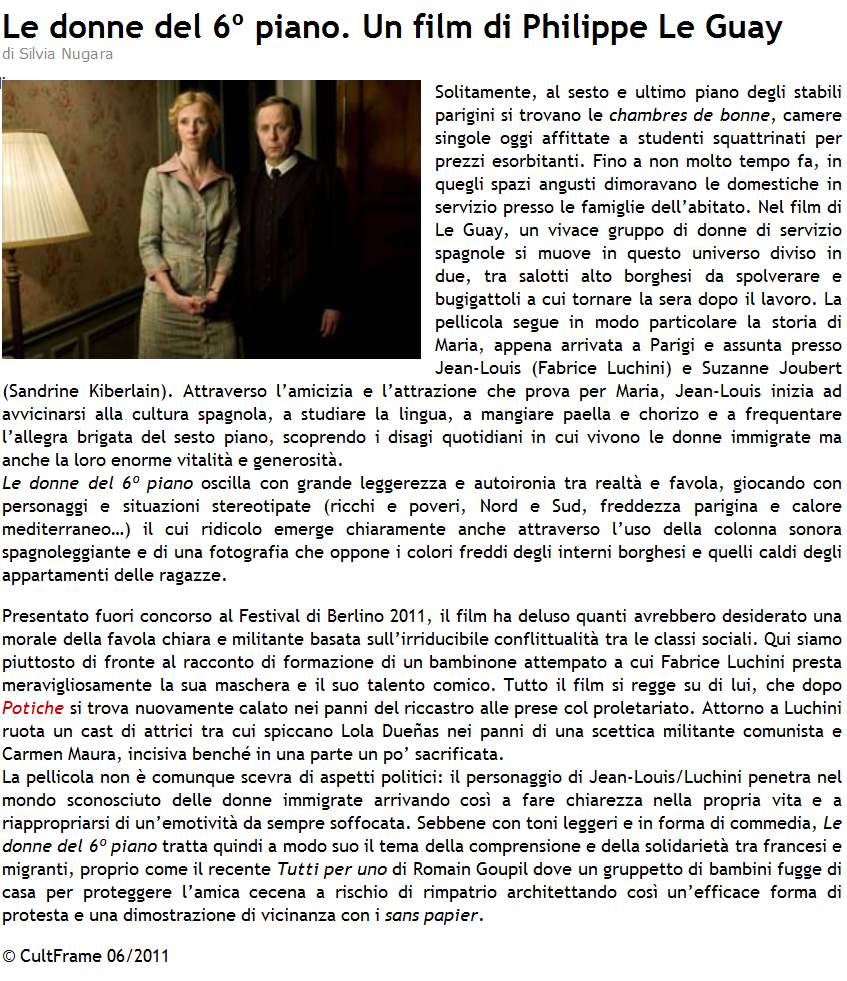 Le donne del 6º piano. Un film di Philippe Le Guay
di Silvia Nugara
Solitamente, al sesto e ultimo piano degli stabili
parigini si trovano le chambres de bonne, camere
singole oggi affittate a studenti squattrinati per
prezzi esorbitanti. Fino a non molto tempo fa, in
quegli spazi angusti dimoravano le domestiche in
servizio presso le famiglie dell'abitato. Nel film di
Le Guay, un vivace gruppo di donne di servizio
spagnole si muove in questo universo diviso in
due, tra salotti alto borghesi da spolverare e
bugigattoli a cui tornare la sera dopo il lavoro. La
pellicola segue in modo particolare la storia di
Maria, appena arrivata a Parigi e assunta presso
Jean-Louis (Fabrice Luchini) e Suzanne Joubert
(Sandrine Kiberlain). Attraverso l'amicizia e l'attrazione che prova per Maria, Jean-Louis inizia ad
avvicinarsi alla cultura spagnola, a studiare la lingua, a mangiare paella e chorizo e a frequentare
l'allegra brigata del sesto piano, scoprendo i disagi quotidiani in cui vivono le donne immigrate ma
anche la loro enorme vitalità e generosità.
Le donne del 6º piano oscilla con grande leggerezza e autoironia tra realtà e favola, giocando con
personaggi e situazioni stereotipate (ricchi e poveri, Nord e Sud, freddezza parigina e calore
mediterraneo…) il cui ridicolo emerge chiaramente anche attraverso l'uso della colonna sonora
spagnoleggiante e di una fotografia che oppone i colori freddi degli interni borghesi e quelli caldi degli
appartamenti delle ragazze.
Presentato fuori concorso al Festival di Berlino 2011, il film ha deluso quanti avrebbero desiderato una
morale della favola chiara e militante basata sull'irriducibile conflittualità tra le classi sociali. Qui siamo
piuttosto di fronte al racconto di formazione di un bambinone attempato a cui Fabrice Luchini presta
meravigliosamente la sua maschera e il suo talento comico. Tutto il film si regge su di lui, che dopo
Potiche si trova nuovamente calato nei panni del riccastro alle prese col proletariato. Attorno a Luchini
ruota un cast di attrici tra cui spiccano Lola Dueñas nei panni di una scettica militante comunista e
Carmen Maura, incisiva benché in una parte un po' sacrificata.
La pellicola non è comunque scevra di aspetti politici: il personaggio di Jean-Louis/Luchini penetra nel
mondo sconosciuto delle donne immigrate arrivando così a fare chiarezza nella propria vita e a
riappropriarsi di un'emotività da sempre soffocata. Sebbene con toni leggeri e in forma di commedia, Le
donne del 6º piano tratta quindi a modo suo il tema della comprensione e della solidarietà tra francesi e
migranti, proprio come il recente Tutti per uno di Romain Goupil dove un gruppetto di bambini fugge di
casa per proteggere l'amica cecena a rischio di rimpatrio architettando così un'efficace forma di
protesta e una dimostrazione di vicinanza con i sans papier.
© CultFrame 06/2011